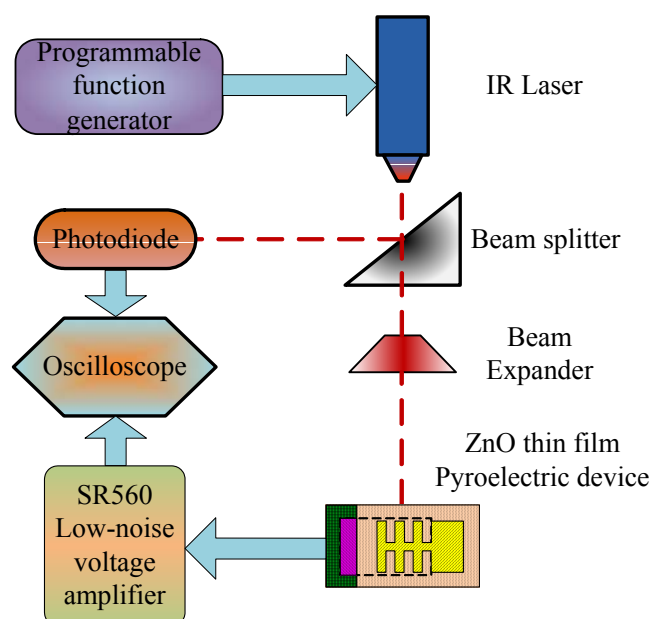 Programmable
function
generator
IR Laser
Photodiode
Beam splitter
Oscilloscope
Beam
Expander
ZnO thin film
Pyroelectric device
SR560
Low-noise
voltage
amplifier